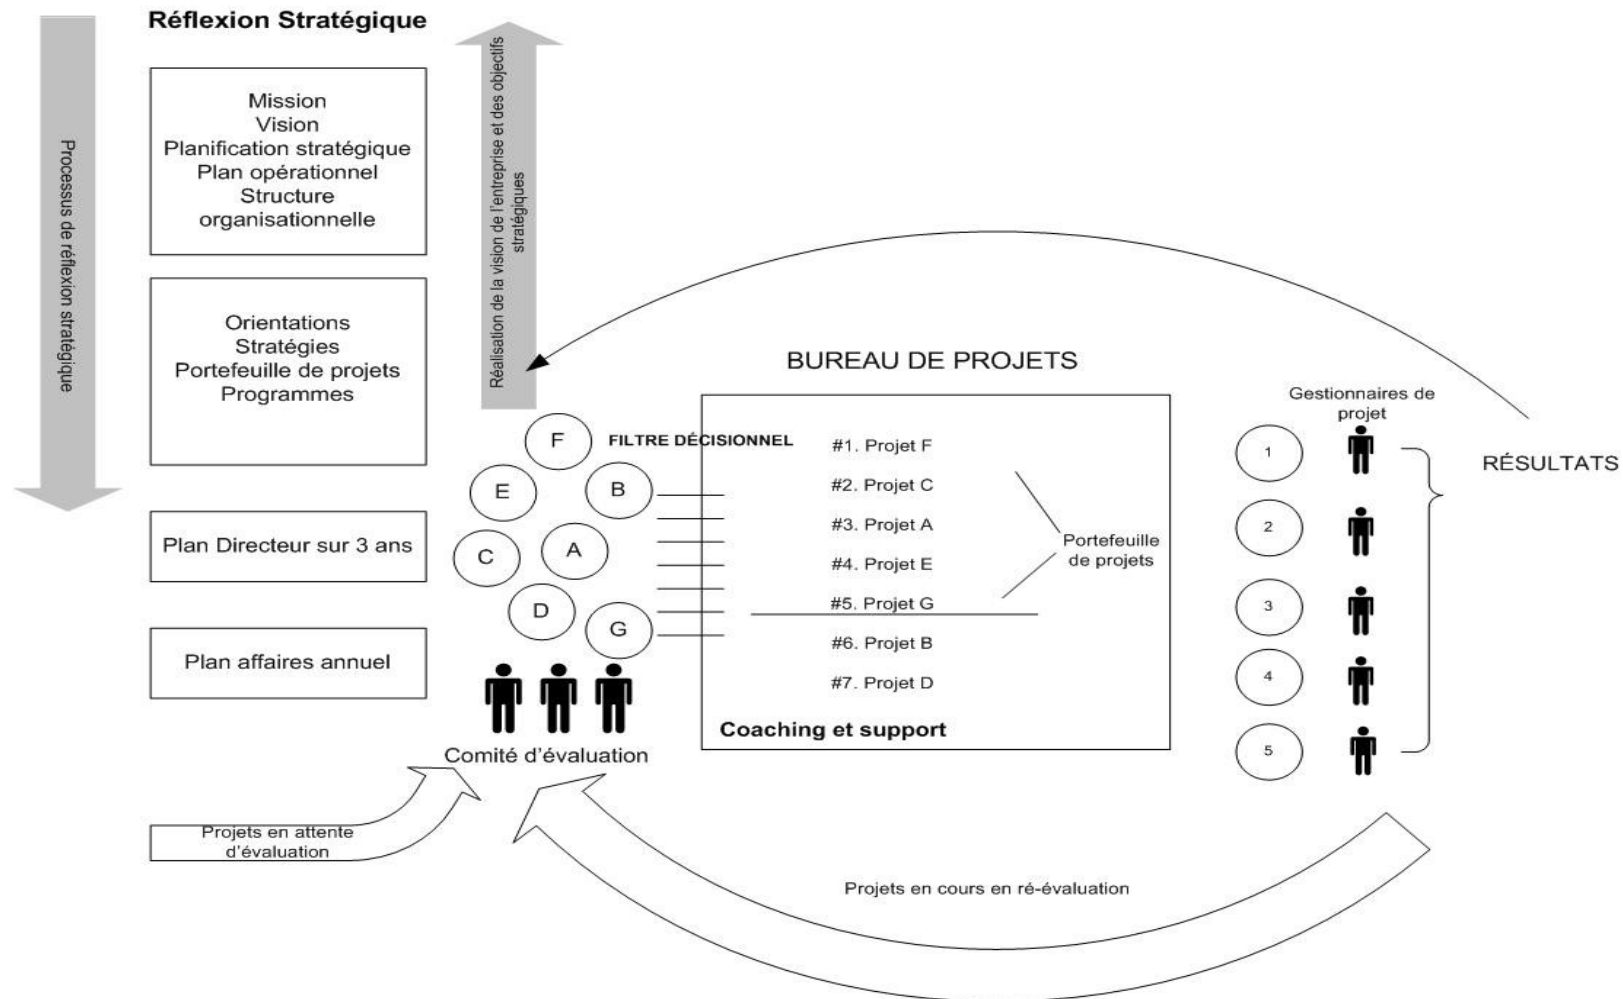 Réflexion Stratégique
Processus de réflexion stratégique
Mission
Vision
Planification stratégique
Plan opérationnel
Structure
organisationnelle
Orientations
Stratégies
Portefeuille de projets
Programmes
Plan Directeur sur 3 ans
Plan affaires annuel
Réalisation de la vision de l'entreprise et des objectifs
stratégiques
F
E
B
C
A
D
G
FILTRE DÉCISIONNEL
Comité d'évaluation
Projets en attente
d'évaluation
BUREAU DE PROJETS
#1. Projet F
#2. Projet C
#3. Projet A
#4. Projet E
#5. Projet G
#6. Projet B
#7. Projet D
Portefeuille
de projets
Coaching et support
Gestionnaires de
projet
1
2
3
4
5
RÉSULTATS
Projets en cours en ré-évaluation